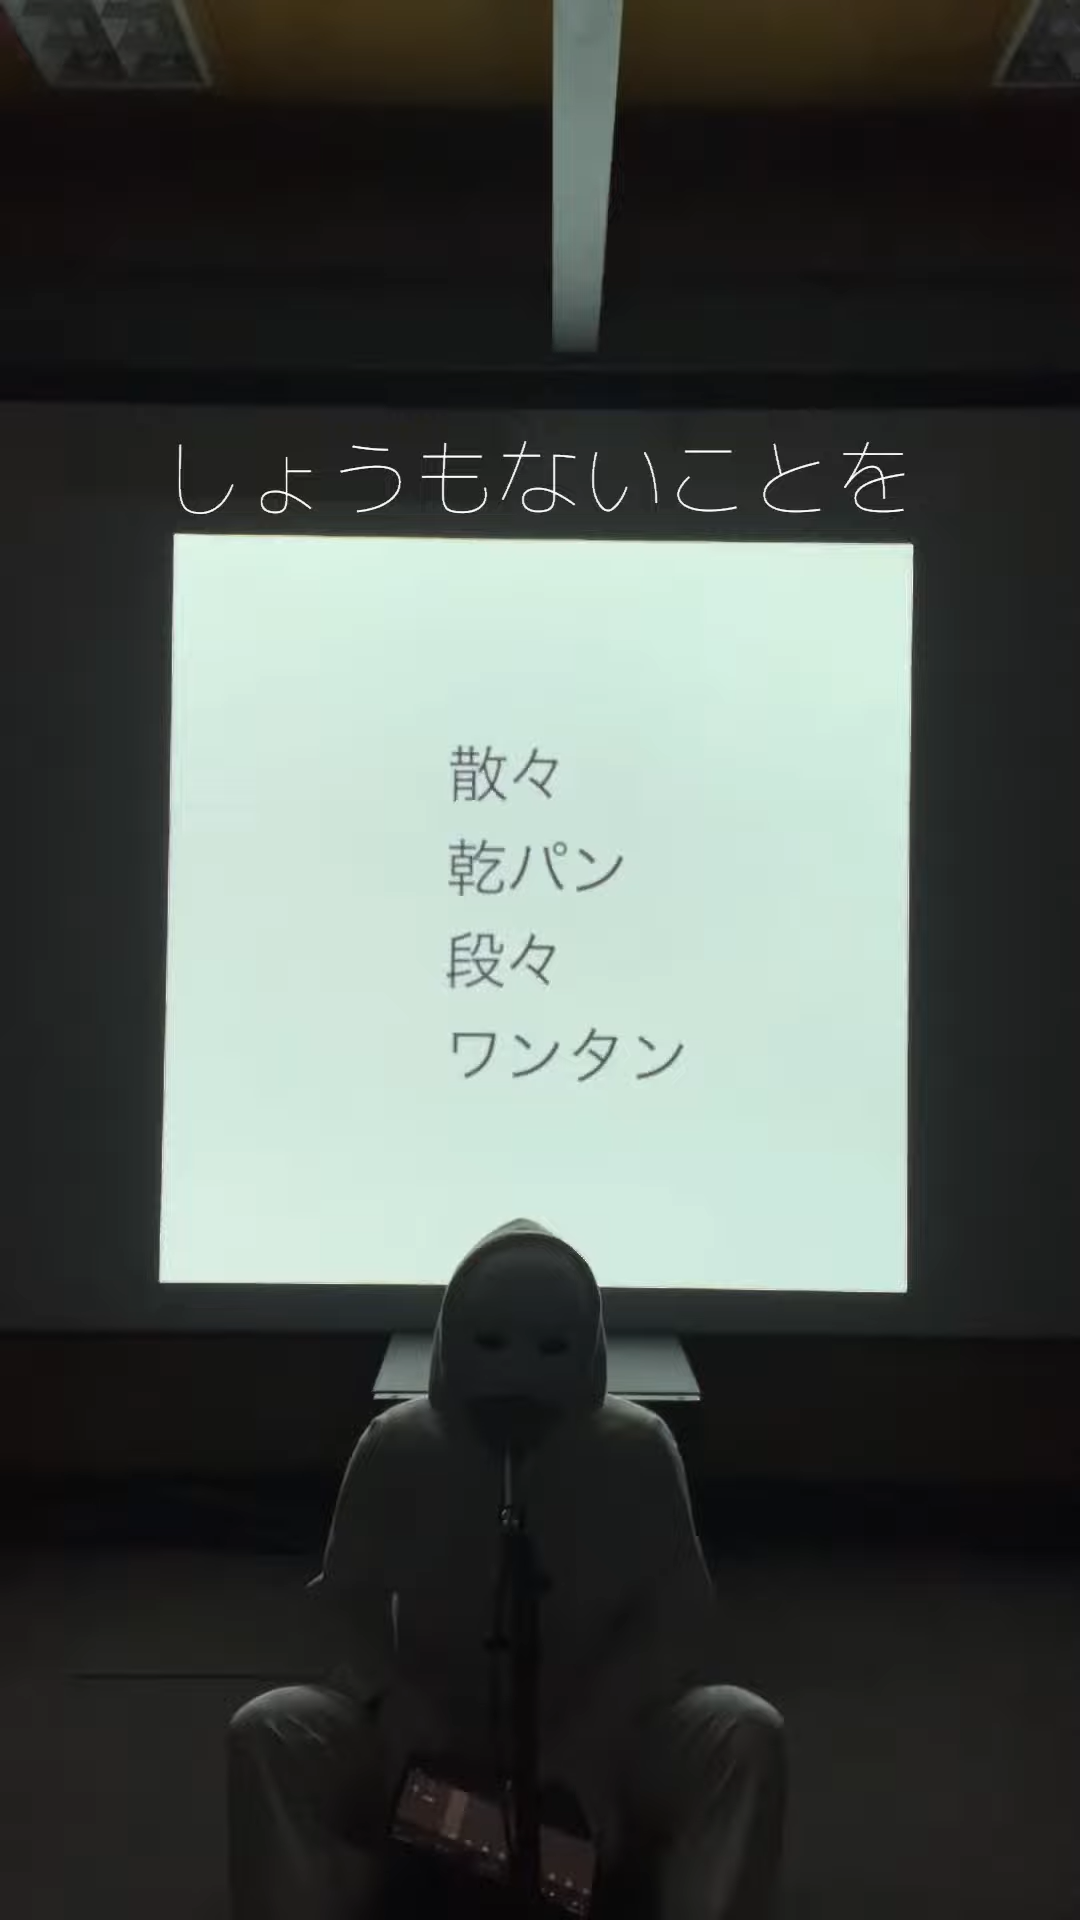 しょうもないことを
散々
乾パン
段々
ワンタン